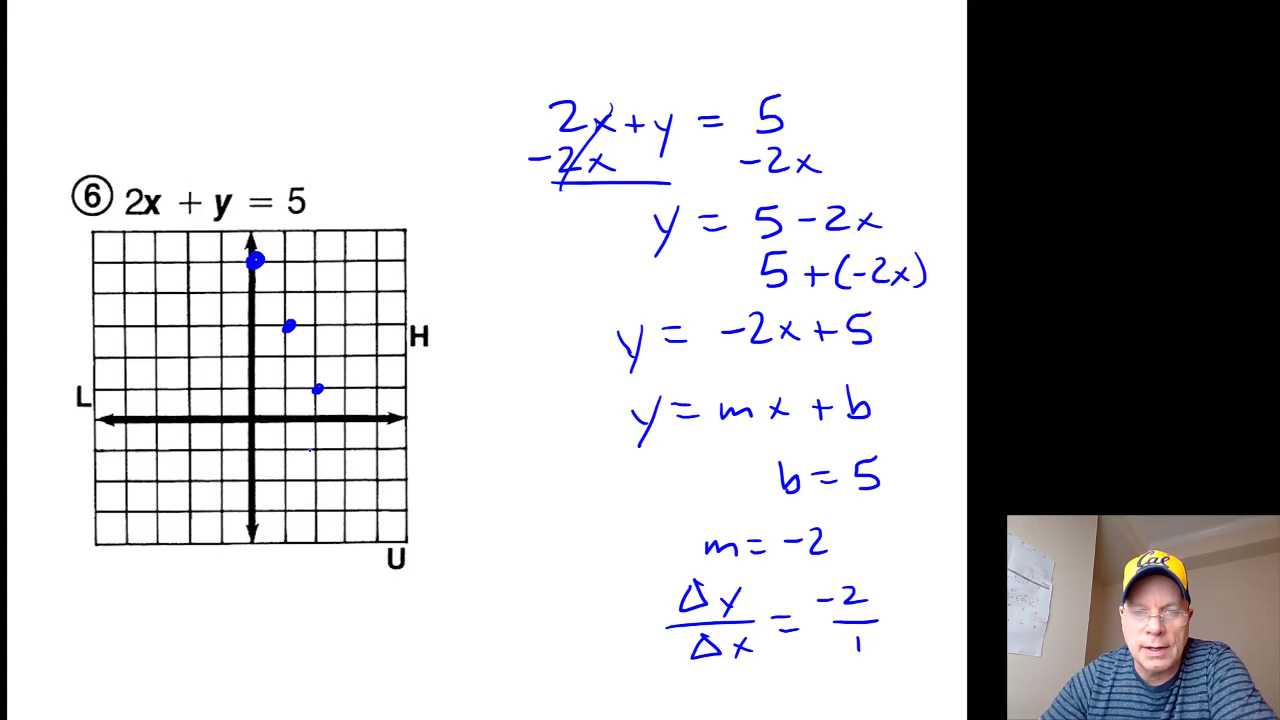 ⑥ 2x + y = 5
H
L
U
2x + y = 5
-2x -2x
y = 5 - 2x
5 + (-2x)
y = -2x + 5
y = mx + b
b = 5
m = -2
Δy/Δx = -2/1
Cal